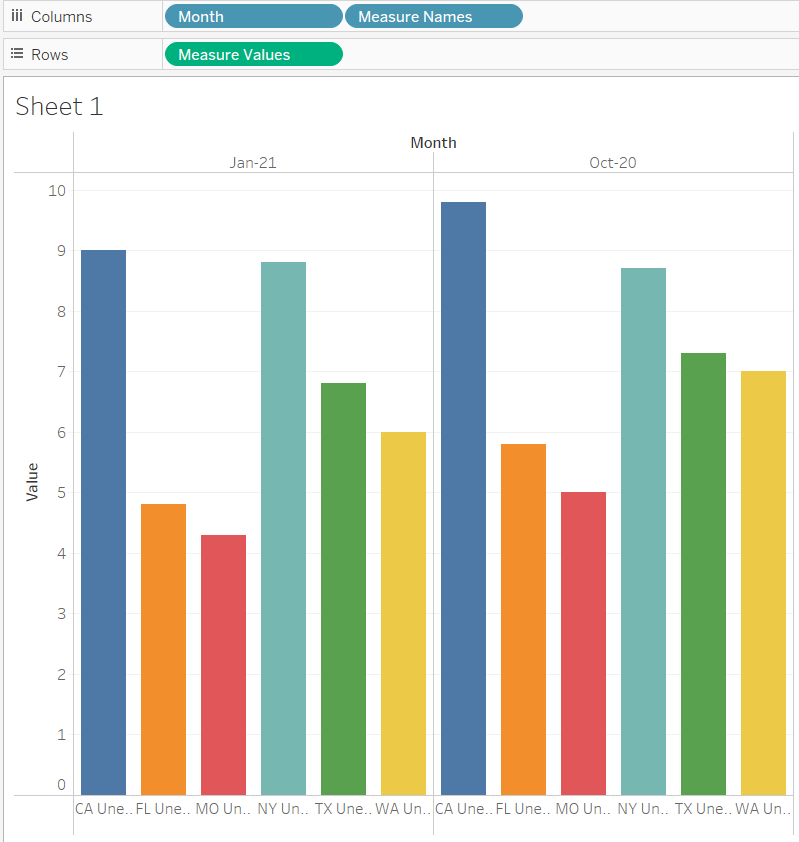 Columns Month Measure Names
Rows Measure Values
Sheet 1
Month
Jan-21 Oct-20
10
9
8
7
6
5
4
3
2
1
0
Value
CA Une.. FL Une.. MO Un.. NY Un.. TX Une.. WA Un.. CA Une.. FL Une.. MO Un.. NY Un.. TX Une.. WA Un..